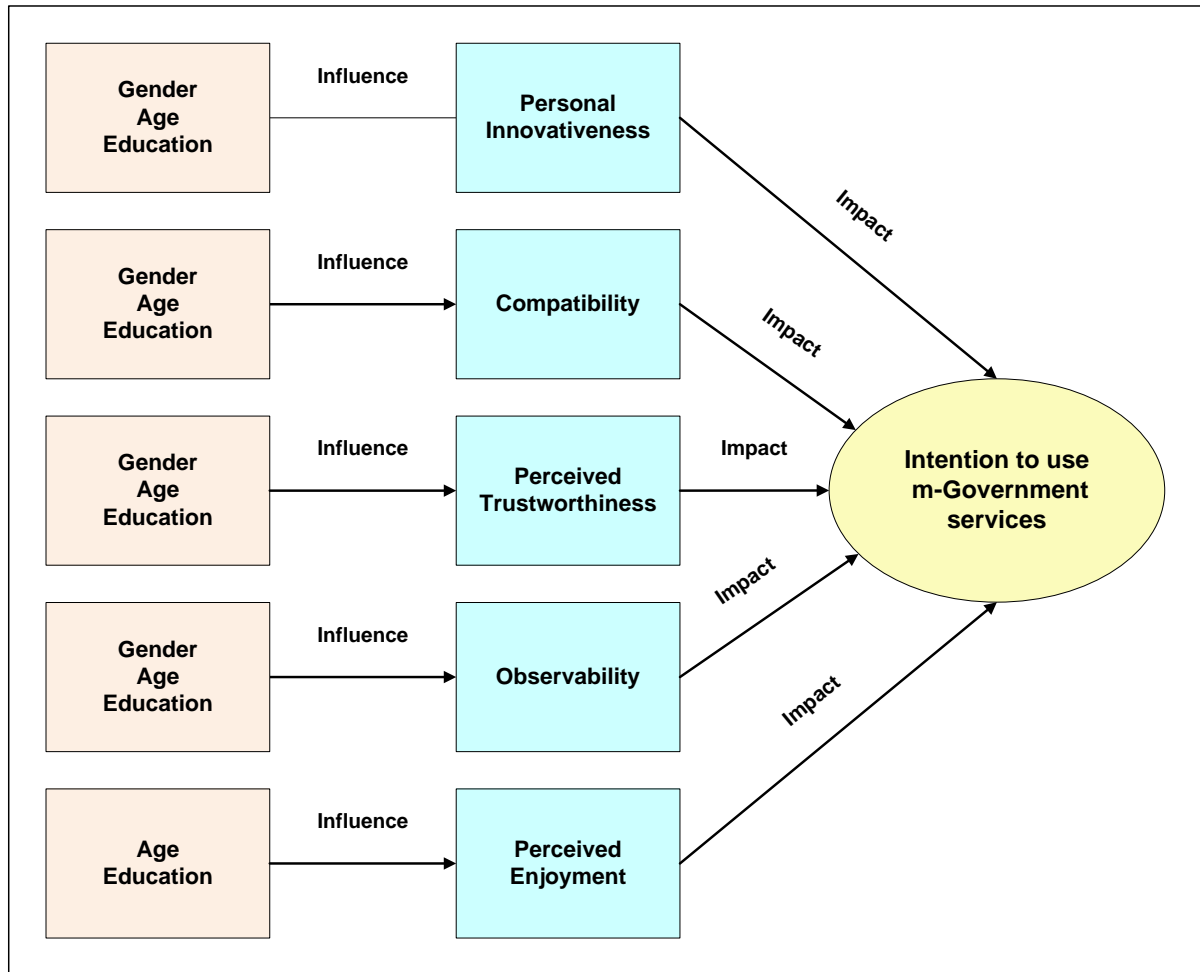 Gender
Age
Education
Influence
Personal
Innovativeness
Impact
Gender
Age
Education
Influence
Compatibility
Impact
Gender
Age
Education
Influence
Perceived
Trustworthiness
Impact
Intention to use
m-Government
services
Gender
Age
Education
Influence
Observability
Impact
Age
Education
Influence
Perceived
Enjoyment
Impact